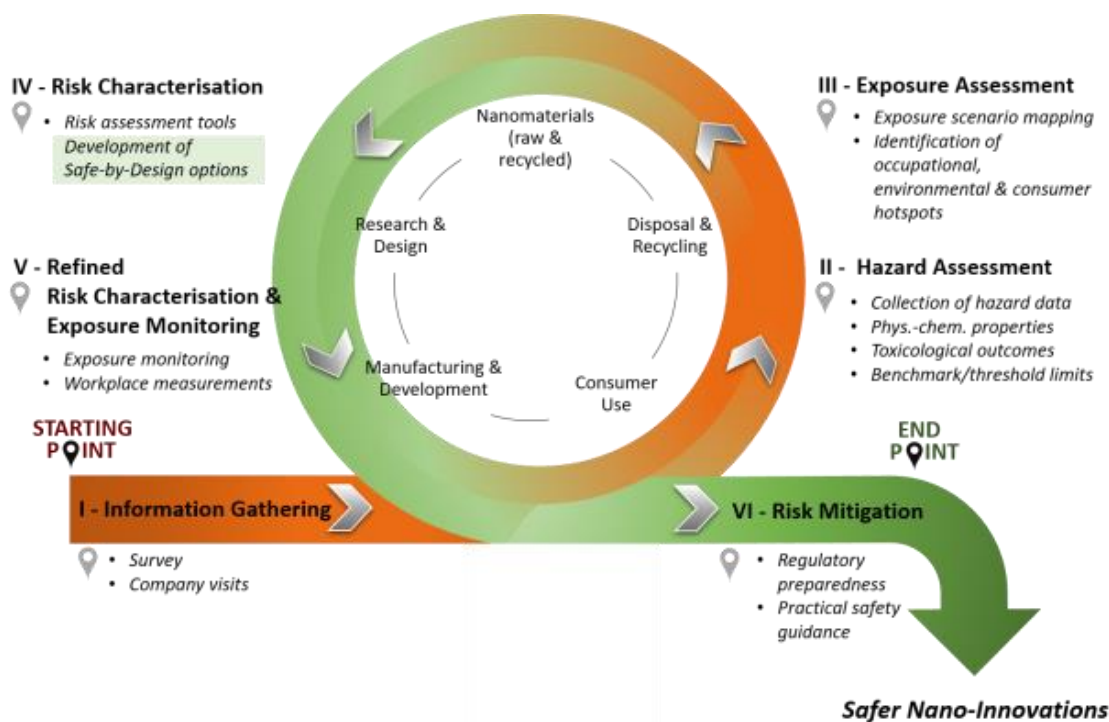 IV - Risk Characterisation
• Risk assessment tools
Development of
Safe-by-Design options
III - Exposure Assessment
• Exposure scenario mapping
• Identification of
occupational,
environmental & consumer
hotspots
Nanomaterials
(raw &
recycled)
Research &
Design
Disposal &
Recycling
Manufacturing &
Development
Consumer
Use
V - Refined
Risk Characterisation &
Exposure Monitoring
• Exposure monitoring
• Workplace measurements
II - Hazard Assessment
• Collection of hazard data
• Phys.-chem. properties
• Toxicological outcomes
• Benchmark/threshold limits
STARTING
POINT
END
POINT
I - Information Gathering
• Survey
• Company visits
VI - Risk Mitigation
• Regulatory
preparedness
• Practical safety
guidance
Safer Nano-Innovations